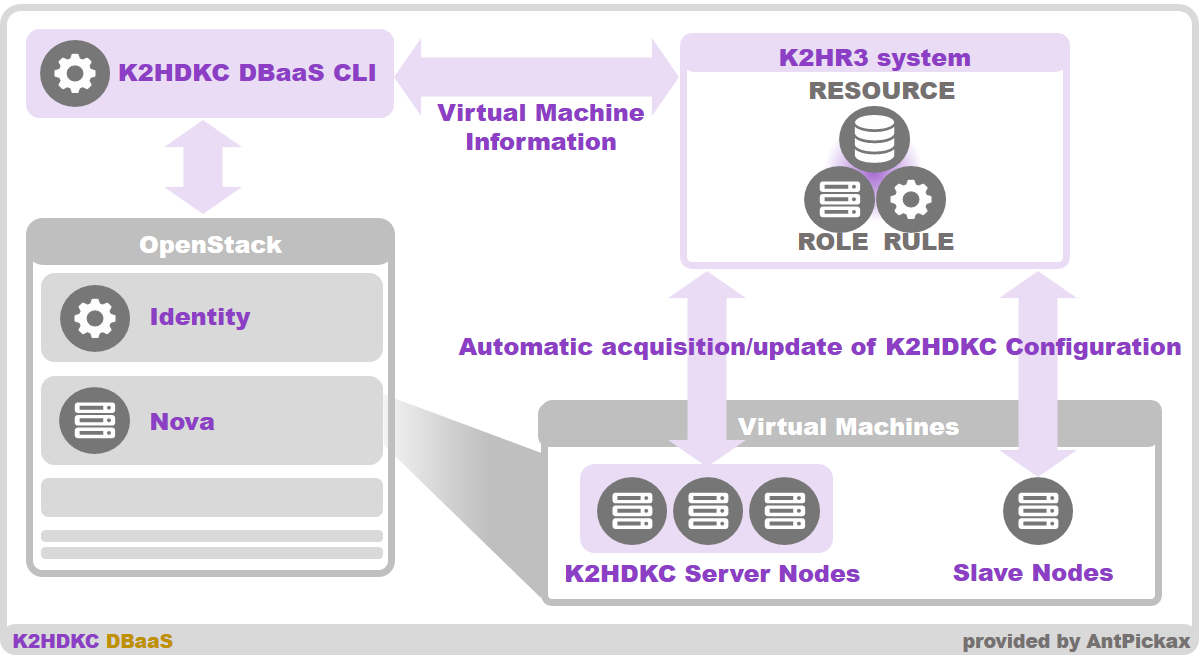 K2HDKC DBaaS CLI
Virtual Machine
Information
K2HR3 system
RESOURCE
ROLE RULE
OpenStack
Identity
Nova
Automatic acquisition/update of K2HDKC Configuration
Virtual Machines
K2HDKC Server Nodes
Slave Nodes
K2HDKC DBaaS
provided by AntPickax